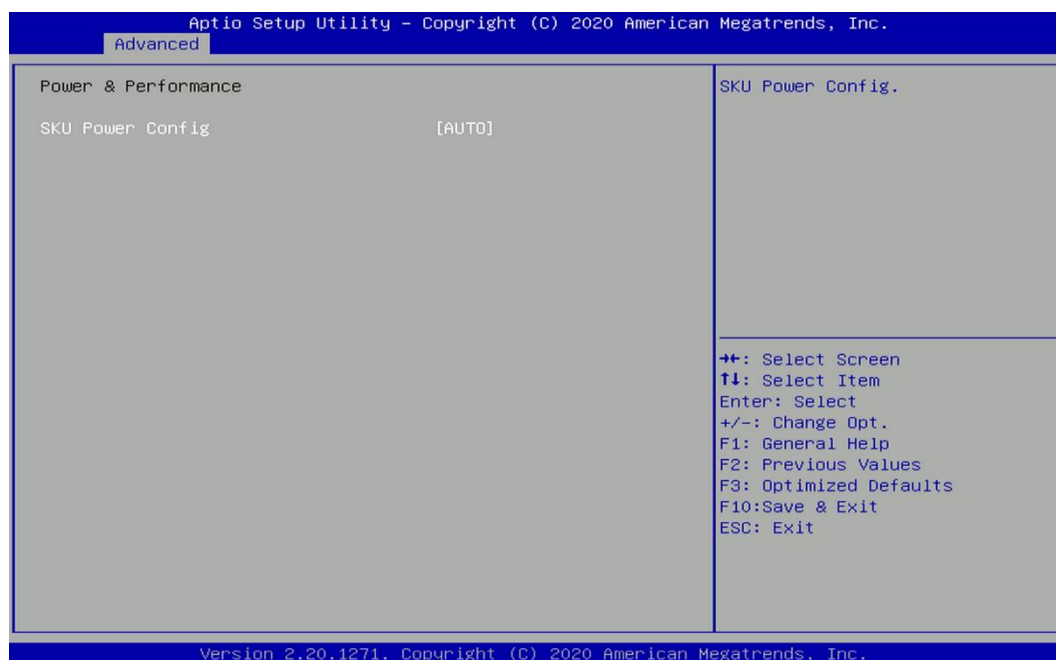 Aptio Setup Utility – Copyright (C) 2020 American Megatrends, Inc.
Advanced
Power & Performance
SKU Power Config [AUTO]
SKU Power Config.
→←: Select Screen
↑↓: Select Item
Enter: Select
+/-: Change Opt.
F1: General Help
F2: Previous Values
F3: Optimized Defaults
F10:Save & Exit
ESC: Exit
Version 2.20.1271. Copyright (C) 2020 American Megatrends, Inc.